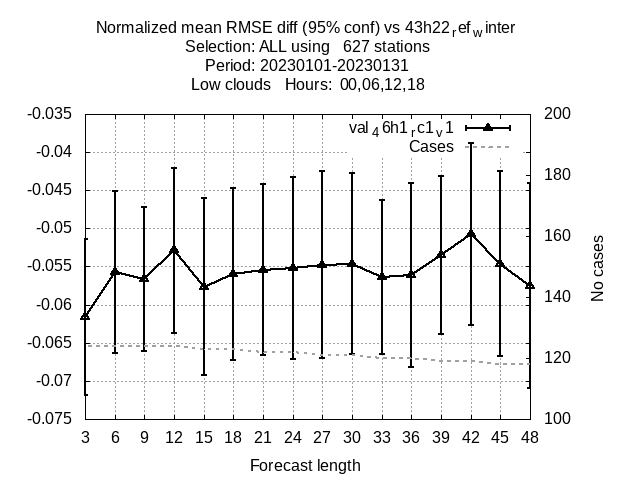 Normalized mean RMSE diff (95% conf) vs 43h22refwinter
Selection: ALL using 627 stations
Period: 20230101-20230131
Low clouds Hours: 00,06,12,18
-0.035
-0.04
-0.045
-0.05
-0.055
-0.06
-0.065
-0.07
-0.075
val46h1rc1v1
Cases
200
180
160
140
120
100
No cases
3 6 9 12 15 18 21 24 27 30 33 36 39 42 45 48
Forecast length